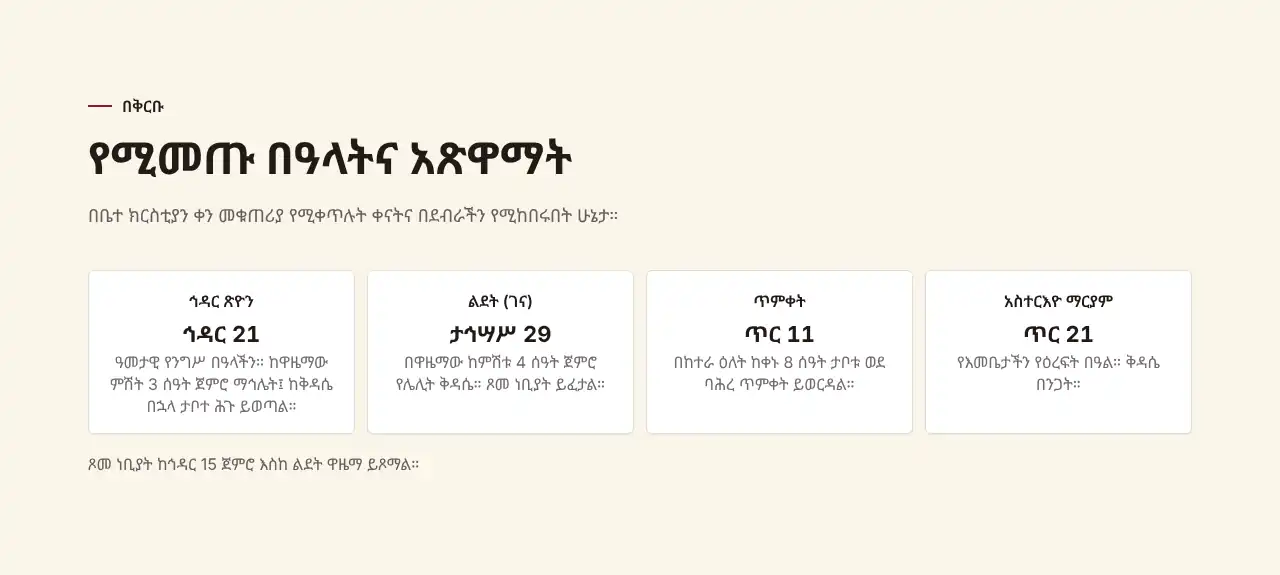 በቅርቡ
የሚመጡ በዓላትና አጽዋማት
በቤተ ክርስቲያን ቀን መቁጠሪያ የሚቀጥሉት ቀናትና በደብራችን የሚከበሩበት ሁኔታ።
ኅዳር ጽዮን
ኅዳር 21
ዓመታዊ የንግሥ በዓላችን። ከዋዜማው
ምሽት 3 ሰዓት ጀምሮ ማኅሌት፤ ከቅዳሴ
በኋላ ታቦተ ሕጉ ይወጣል።
ልደት (ገና)
ታኅሣሥ 29
በዋዜማው ከምሽቱ 4 ሰዓት ጀምሮ
የሌሊት ቅዳሴ። ጾመ ነቢያት ይፈታል።
ጥምቀት
ጥር 11
በከተራ ዕለት ከቀኑ 8 ሰዓት ታቦቱ ወደ
ባሕረ ጥምቀት ይወርዳል።
አስተርእዮ ማርያም
ጥር 21
የእመቤታችን የዕረፍት በዓል። ቅዳሴ
በንጋት።
ጾመ ነቢያት ከኅዳር 15 ጀምሮ እስከ ልደት ዋዜማ ይጾማል።